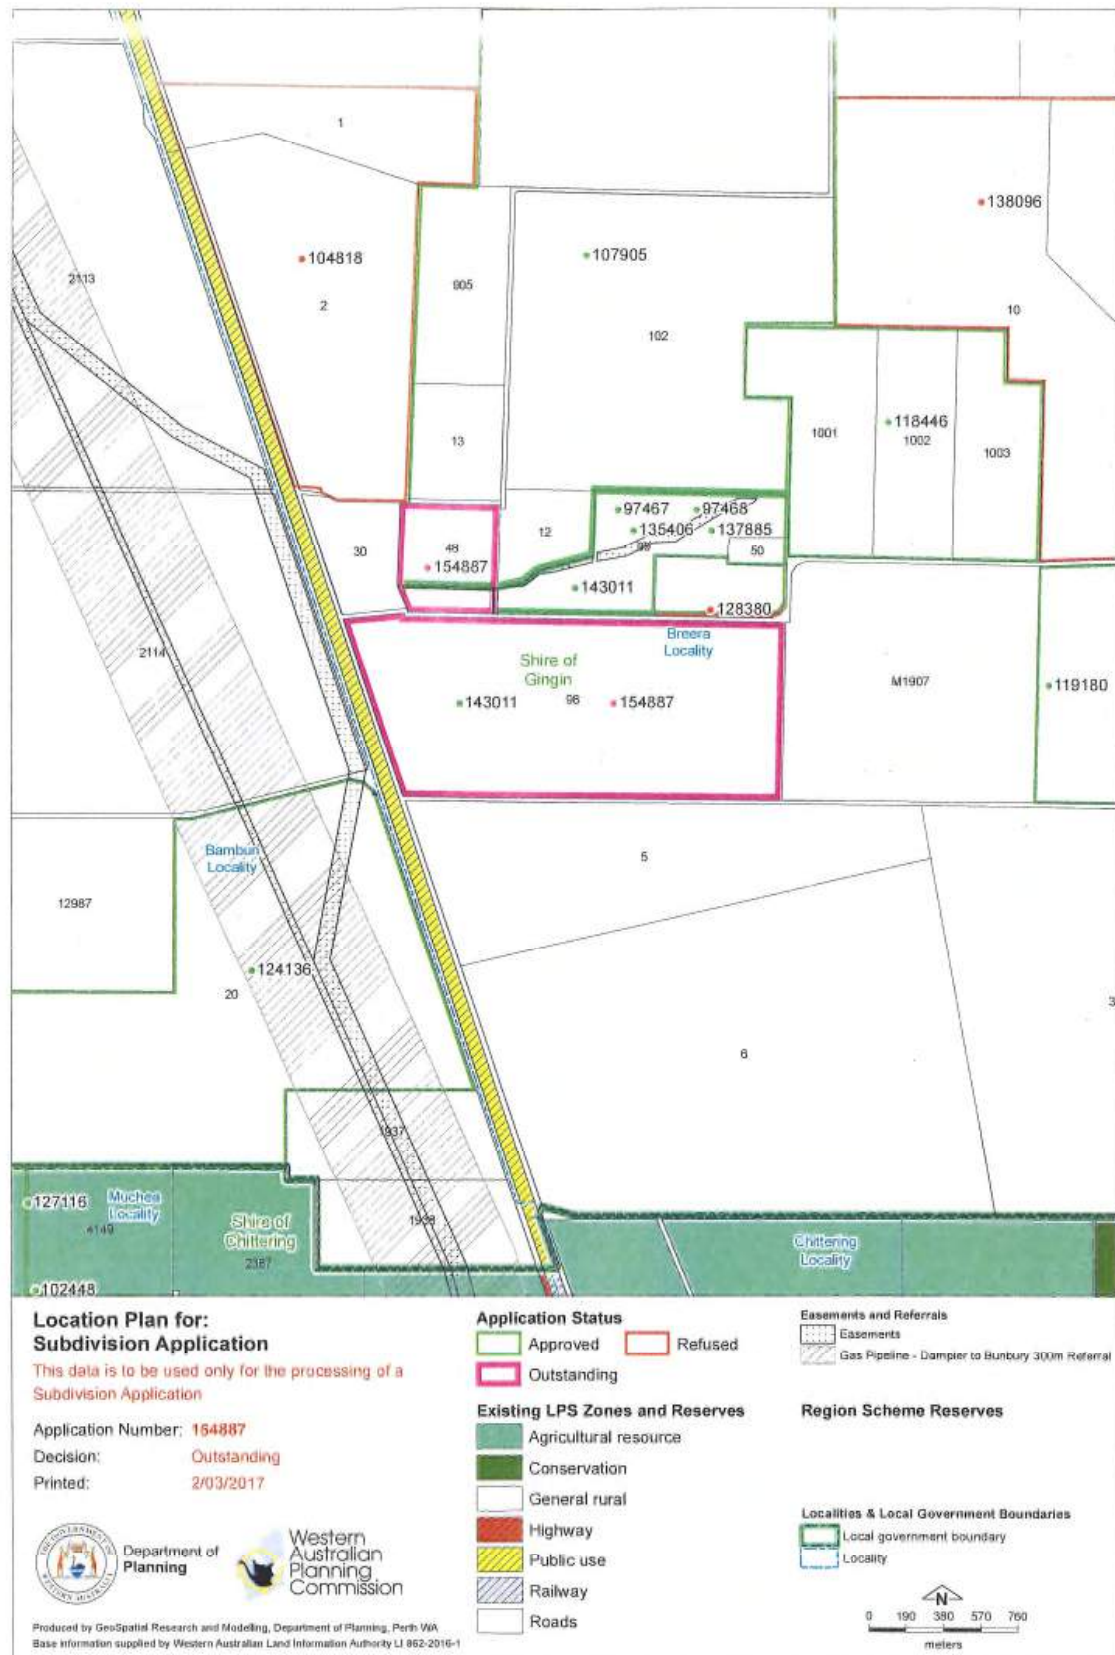 1
138096
104818
107905
2113
905
2
10
102
118446
1001
1002
1003
13
97467
97468
12
135406
137885
48
30
50
154887
143011
128380
Breera
Locality
2114
Shire of
Gingin
M1907
119180
143011
98
154887
5
Bambun
Locality
12987
124136
20
3
6
1937
127116
Muchea
Locality
4149
Shire of
Chittering
2387
1938
Chittering
Locality
102448
Location Plan for:
Subdivision Application
This data is to be used only for the processing of a
Subdivision Application
Application Number: 154887
Decision: Outstanding
Printed: 2/03/2017
THE GOVERNMENT OF
WESTERN AUSTRALIA
Department of
Planning
Western
Australian
Planning
Commission
Produced by GeoSpatial Research and Modelling, Department of Planning, Perth WA
Base information supplied by Western Australian Land Information Authority LI 862-2016-1
Application Status
Approved Refused
Outstanding
Existing LPS Zones and Reserves
Agricultural resource
Conservation
General rural
Highway
Public use
Railway
Roads
Easements and Referrals
Easements
Gas Pipeline - Dampier to Bunbury 300m Referral
Region Scheme Reserves
Localities & Local Government Boundaries
Local government boundary
Locality
N
0 190 380 570 760
meters